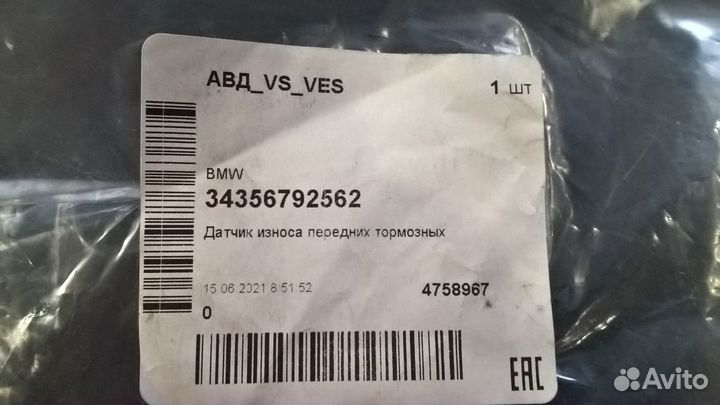 АВД_VS_VES 1 шт
BMW
34356792562
Датчик износа передних тормозных
15.06.2021 8:51:52 4758967
0
EAC
Avito